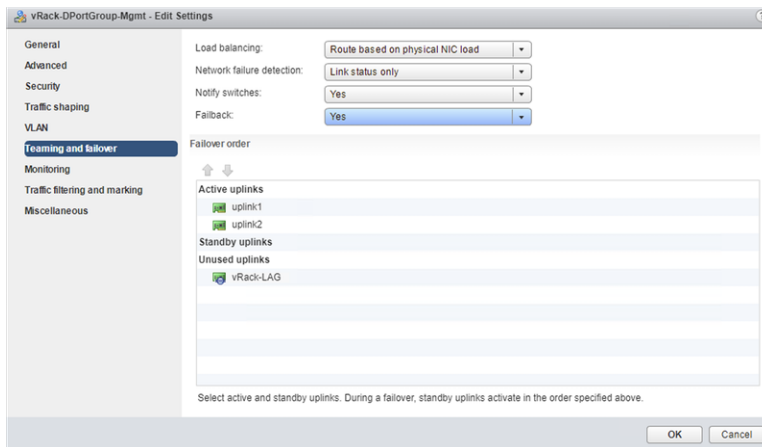 vRack-DPortGroup-Mgmt - Edit Settings
General
Advanced
Security
Traffic shaping
VLAN
Teaming and failover
Monitoring
Traffic filtering and marking
Miscellaneous
Load balancing: Route based on physical NIC load
Network failure detection: Link status only
Notify switches: Yes
Failback: Yes
Failover order
Active uplinks
uplink1
uplink2
Standby uplinks
Unused uplinks
vRack-LAG
Select active and standby uplinks. During a failover, standby uplinks activate in the order specified above.
OK Cancel